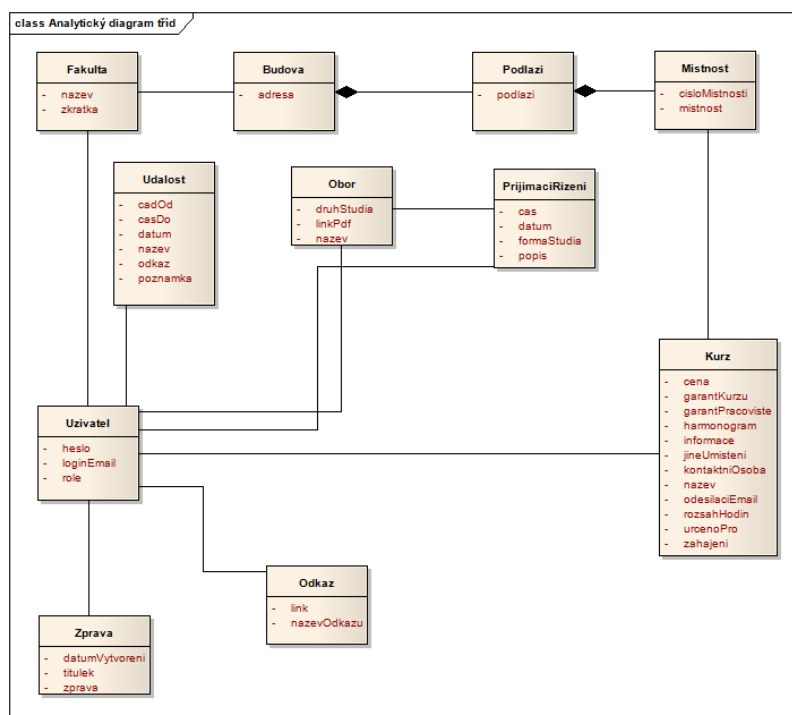 class Analytický diagram tříd
Fakulta
- nazev
- zkratka
Budova
- adresa
Podlazi
- podlazi
Mistnost
- cisloMistnosti
- mistnost
Udalost
- cadOd
- casDo
- datum
- nazev
- odkaz
- poznamka
Obor
- druhStudia
- linkPdf
- nazev
PrijimaciRizeni
- cas
- datum
- formaStudia
- popis
Kurz
- cena
- garantKurzu
- garantPracoviste
- harmonogram
- informace
- jineUmisteni
- kontaktniOsoba
- nazev
- odesilaciEmail
- rozsahHodin
- urcenoPro
- zahajeni
Uzivatel
- heslo
- loginEmail
- role
Odkaz
- link
- nazevOdkazu
Zprava
- datumVytvoreni
- titulek
- zprava